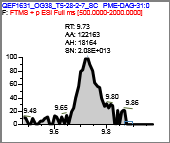 QEF1631_OG38_T5-28-2-7_SC PME-DAG-31:0
F: FTMS + p ESI Full ms [500.0000-2000.0000]
RT: 9.73
AA: 122163
AH: 18164
SN: 2.08E+013
100
80
60
40
20
0
9.48
9.65
9.80
9.86
9.6
9.8